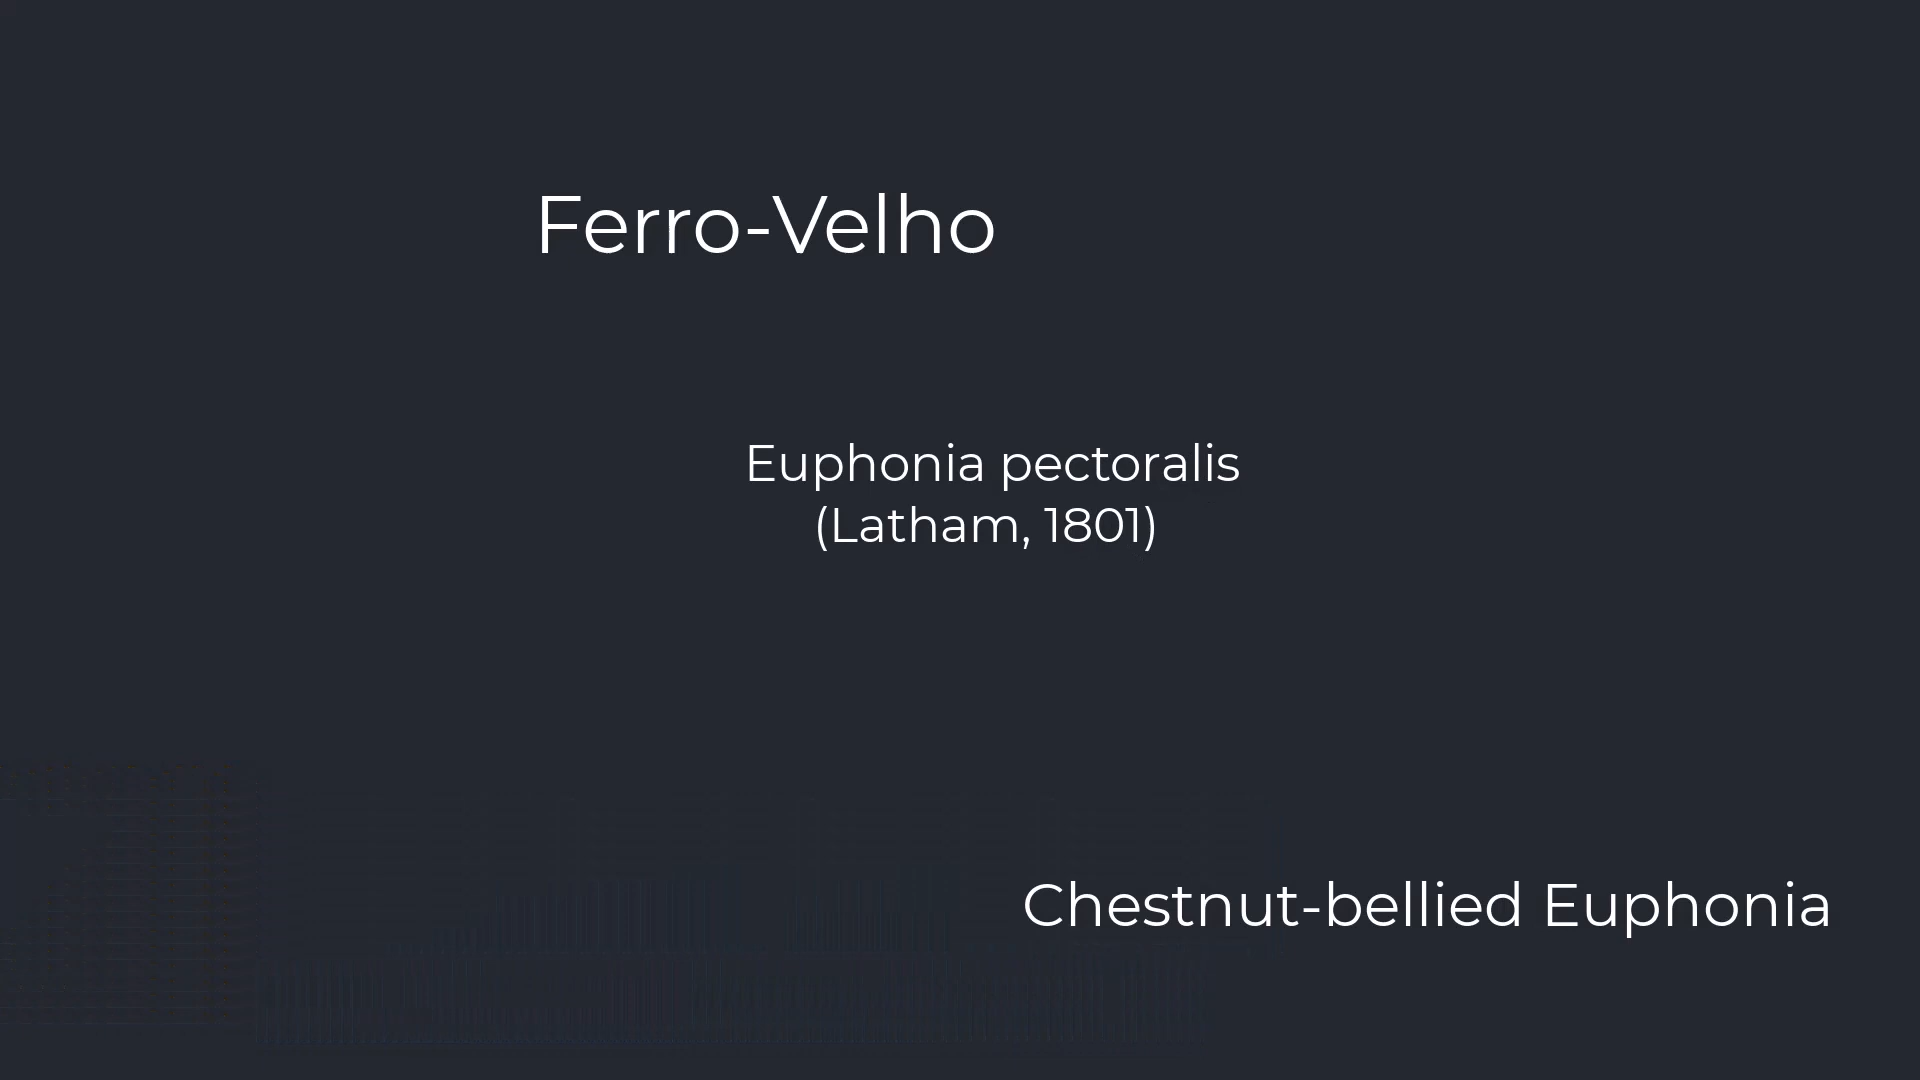 Ferro-Velho
Euphonia pectoralis
(Latham, 1801)
Chestnut-bellied Euphonia